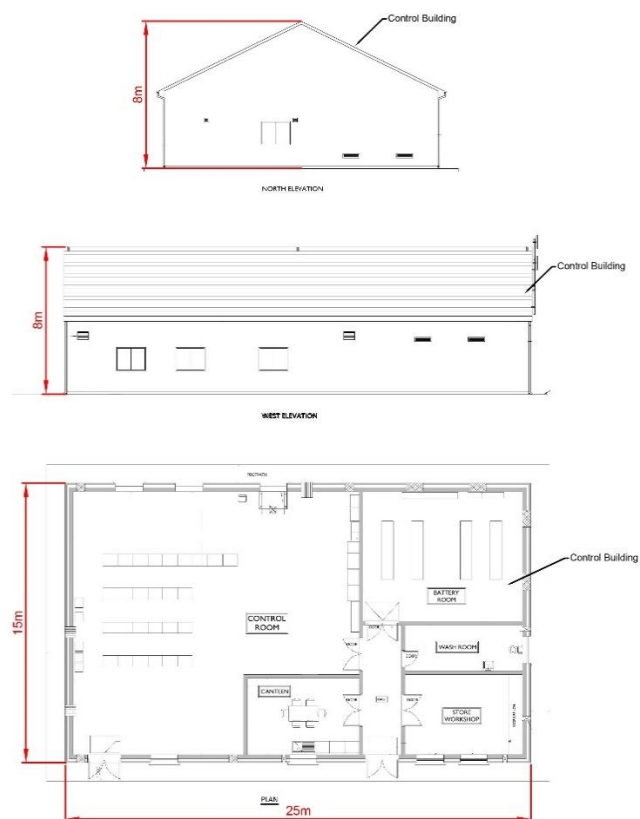 Control Building
8m
NORTH ELEVATION
Control Building
8m
WEST ELEVATION
15m
Control Building
BATTERY
ROOM
CONTROL
ROOM
WASH ROOM
CANTEEN
STORE
WORKSHOP
PLAN
25m